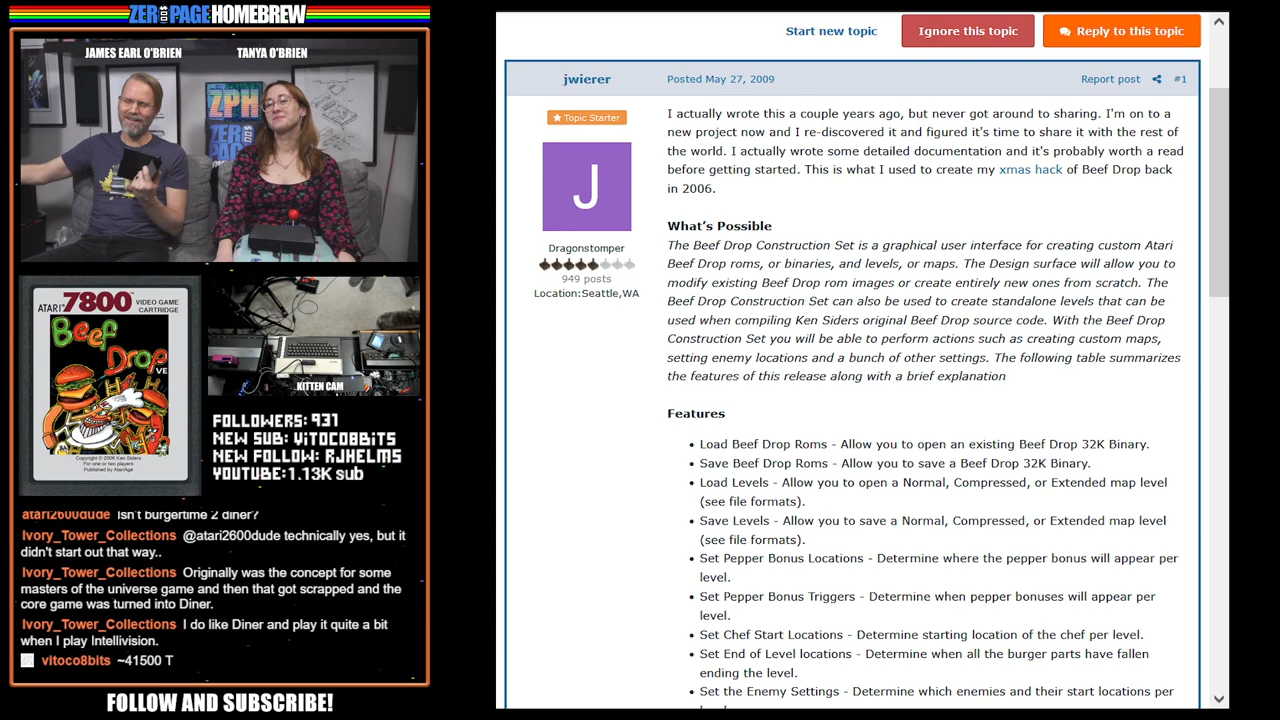 ZERO PAGE HOMEBREW
JAMES EARL O'BRIEN
TANYA O'BRIEN
ZPH
ATARI 7800 VIDEO GAME CARTRIDGE
Beef
Drop
VE
Copyright © 2006 Ken Siders
For one or two players
Published by AtariAge
KITTEN CAM
FOLLOWERS: 931
NEW SUB: VITOCO8BITS
NEW FOLLOW: RJHELMS
YOUTUBE: 1.13K sub
atari2600dude Isn't burgertime 2 diner?
Ivory_Tower_Collections @atari2600dude technically yes, but it
didn't start out that way..
Ivory_Tower_Collections Originally was the concept for some
masters of the universe game and then that got scrapped and the
core game was turned into Diner.
Ivory_Tower_Collections I do like Diner and play it quite a bit
when I play Intellivision.
vitoco8bits ~41500 T
FOLLOW AND SUBSCRIBE!
Start new topic
Ignore this topic
Reply to this topic
jwierer
Posted May 27, 2009
Report post
#1
Topic Starter
J
Dragonstomper
949 posts
Location:Seattle,WA
I actually wrote this a couple years ago, but never got around to sharing. I'm on to a
new project now and I re-discovered it and figured it's time to share it with the rest of
the world. I actually wrote some detailed documentation and it's probably worth a read
before getting started. This is what I used to create my xmas hack of Beef Drop back
in 2006.
What's Possible
The Beef Drop Construction Set is a graphical user interface for creating custom Atari
Beef Drop roms, or binaries, and levels, or maps. The Design surface will allow you to
modify existing Beef Drop rom images or create entirely new ones from scratch. The
Beef Drop Construction Set can also be used to create standalone levels that can be
used when compiling Ken Siders original Beef Drop source code. With the Beef Drop
Construction Set you will be able to perform actions such as creating custom maps,
setting enemy locations and a bunch of other settings. The following table summarizes
the features of this release along with a brief explanation
Features
• Load Beef Drop Roms - Allow you to open an existing Beef Drop 32K Binary.
• Save Beef Drop Roms - Allow you to save a Beef Drop 32K Binary.
• Load Levels - Allow you to open a Normal, Compressed, or Extended map level
(see file formats).
• Save Levels - Allow you to save a Normal, Compressed, or Extended map level
(see file formats).
• Set Pepper Bonus Locations - Determine where the pepper bonus will appear per
level.
• Set Pepper Bonus Triggers - Determine when pepper bonuses will appear per
level.
• Set Chef Start Locations - Determine starting location of the chef per level.
• Set End of Level locations - Determine when all the burger parts have fallen
ending the level.
• Set the Enemy Settings - Determine which enemies and their start locations per